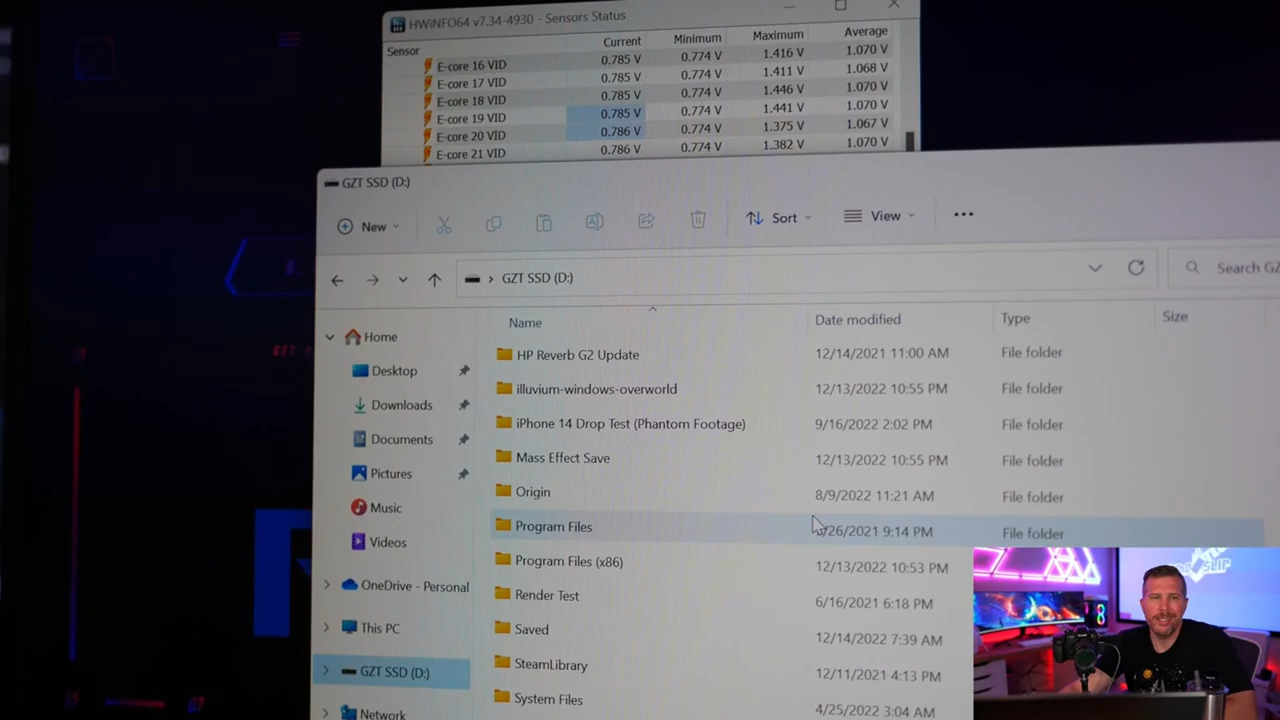 HWiNFO64 v7.34-4930 - Sensors Status
Sensor Current Minimum Maximum Average
E-core 16 VID 0.785 V 0.774 V 1.416 V 1.070 V
E-core 17 VID 0.785 V 0.774 V 1.411 V 1.068 V
E-core 18 VID 0.785 V 0.774 V 1.446 V 1.070 V
E-core 19 VID 0.785 V 0.774 V 1.441 V 1.070 V
E-core 20 VID 0.786 V 0.774 V 1.375 V 1.067 V
E-core 21 VID 0.786 V 0.774 V 1.382 V 1.070 V
GZT SSD (D:)
New Sort View
GZT SSD (D:) Search GZ
Name Date modified Type Size
Home
Desktop
Downloads
Documents
Pictures
Music
Videos
OneDrive - Personal
This PC
GZT SSD (D:)
Network
HP Reverb G2 Update 12/14/2021 11:00 AM File folder
illuvium-windows-overworld 12/13/2022 10:55 PM File folder
iPhone 14 Drop Test (Phantom Footage) 9/16/2022 2:02 PM File folder
Mass Effect Save 12/13/2022 10:55 PM File folder
Origin 8/9/2022 11:21 AM File folder
Program Files /26/2021 9:14 PM File folder
Program Files (x86) 12/13/2022 10:53 PM
Render Test 6/16/2021 6:18 PM
Saved 12/14/2022 7:39 AM
SteamLibrary 12/11/2021 4:13 PM
System Files 4/25/2022 3:04 AM